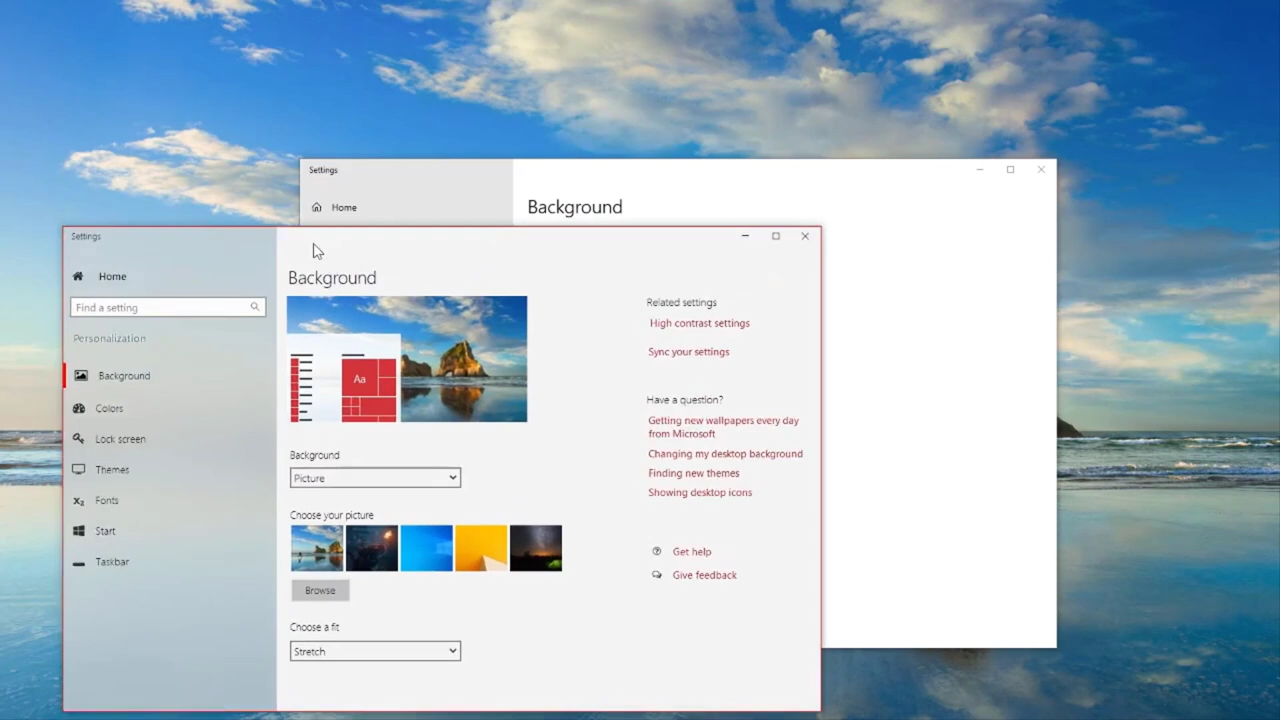 Settings
Home
Background
Settings
Home
Find a setting
Personalization
Background
Colors
Lock screen
Themes
Fonts
Start
Taskbar
Background
Aa
Background
Picture
Choose your picture
Browse
Choose a fit
Stretch
Related settings
High contrast settings
Sync your settings
Have a question?
Getting new wallpapers every day
from Microsoft
Changing my desktop background
Finding new themes
Showing desktop icons
Get help
Give feedback